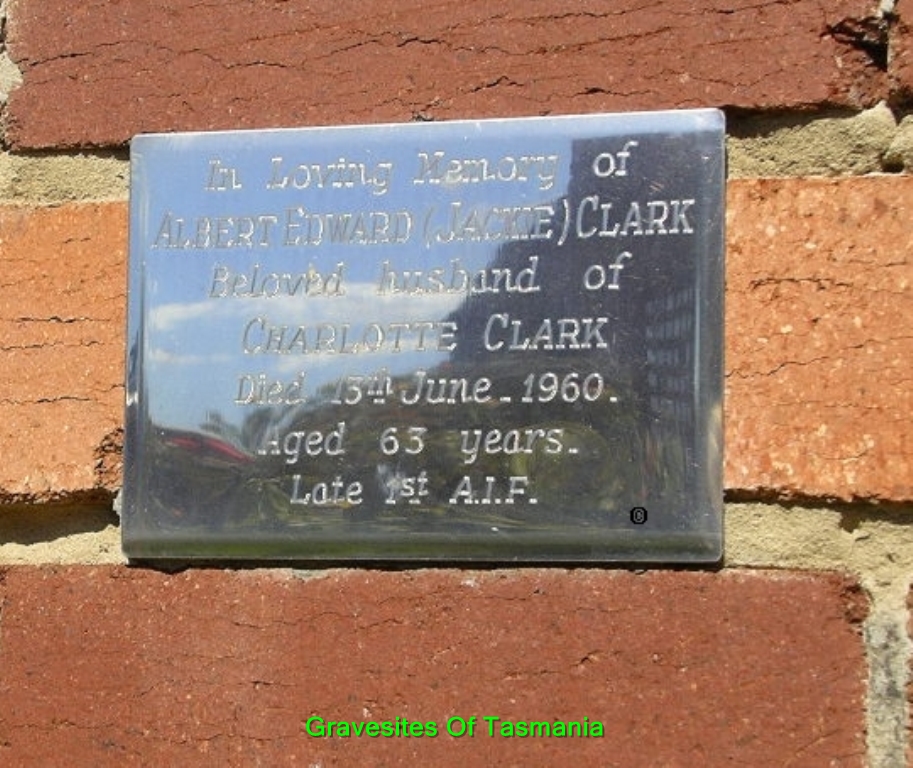 In Loving Memory of
ALBERT EDWARD (JACKIE) CLARK
Beloved husband of
CHARLOTTE CLARK
Died 13th June. 1960.
Aged 63 years.
Late 1st A.I.F.
©
Gravesites Of Tasmania